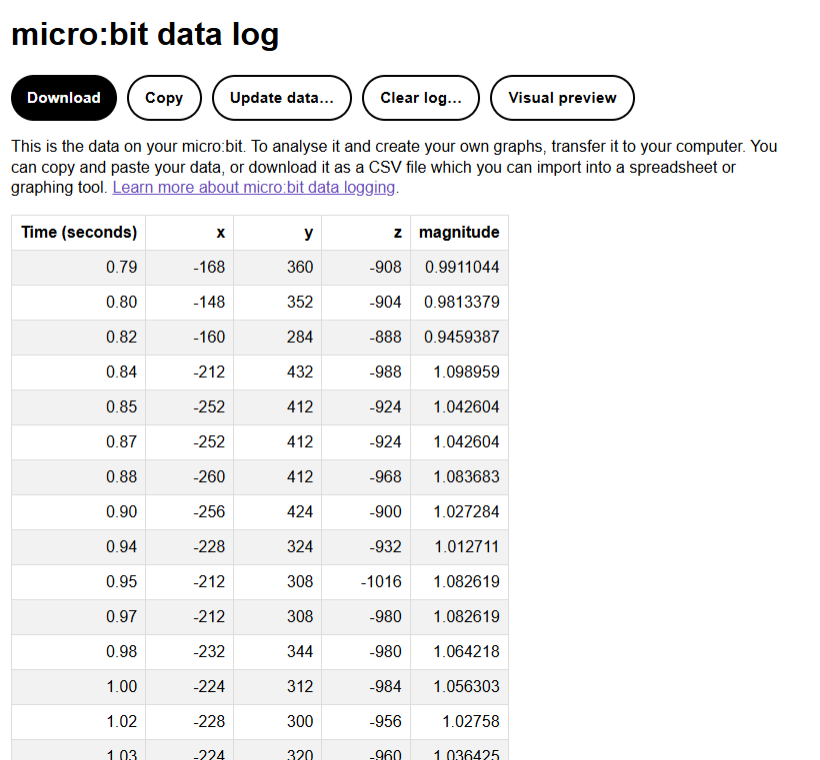 micro:bit data log
Download Copy Update data... Clear log... Visual preview
This is the data on your micro:bit. To analyse it and create your own graphs, transfer it to your computer. You
can copy and paste your data, or download it as a CSV file which you can import into a spreadsheet or
graphing tool. Learn more about micro:bit data logging.
Time (seconds) x y z magnitude
0.79 -168 360 -908 0.9911044
0.80 -148 352 -904 0.9813379
0.82 -160 284 -888 0.9459387
0.84 -212 432 -988 1.098959
0.85 -252 412 -924 1.042604
0.87 -252 412 -924 1.042604
0.88 -260 412 -968 1.083683
0.90 -256 424 -900 1.027284
0.94 -228 324 -932 1.012711
0.95 -212 308 -1016 1.082619
0.97 -212 308 -980 1.082619
0.98 -232 344 -980 1.064218
1.00 -224 312 -984 1.056303
1.02 -228 300 -956 1.02758
1.03 -224 320 -960 1.036425